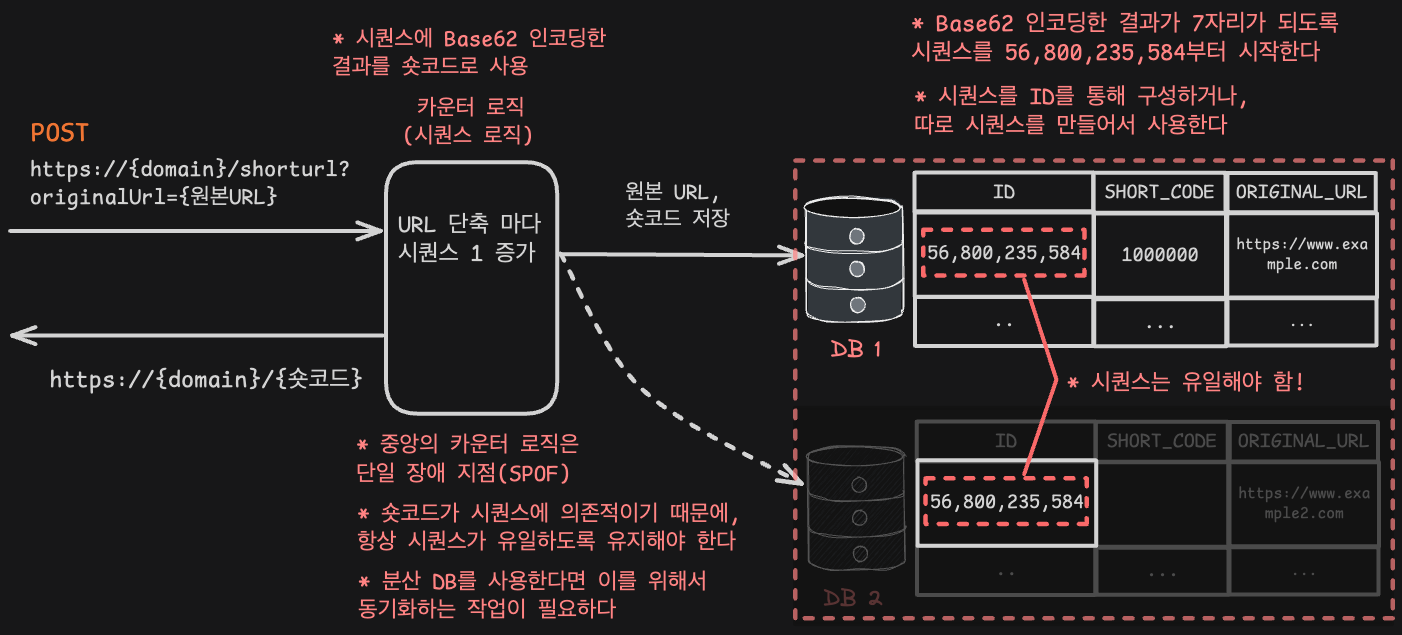 * 시퀀스에 Base62 인코딩한
결과를 숏코드로 사용
카운터 로직
(시퀀스 로직)
* Base62 인코딩한 결과가 7자리가 되도록
시퀀스를 56,800,235,584부터 시작한다
* 시퀀스를 ID를 통해 구성하거나,
따로 시퀀스를 만들어서 사용한다
POST
https://{domain}/shorturl?
originalUrl={원본URL}
URL 단축 마다
시퀀스 1 증가
https://{domain}/{숏코드}
원본 URL,
숏코드 저장
DB 1
ID SHORT_CODE ORIGINAL_URL
56,800,235,584 1000000 https://www.exa
mple.com
.. ... ...
* 시퀀스는 유일해야 함!
DB 2
ID SHORT_CODE ORIGINAL_URL
56,800,235,584 https://www.exa
mple2.com
.. ... ...
* 중앙의 카운터 로직은
단일 장애 지점(SPOF)
* 숏코드가 시퀀스에 의존적이기 때문에,
항상 시퀀스가 유일하도록 유지해야 한다
* 분산 DB를 사용한다면 이를 위해서
동기화하는 작업이 필요하다